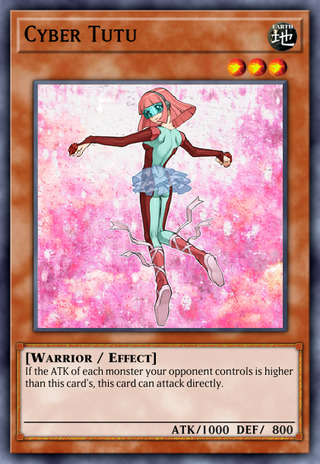 Cyber Tutu
EARTH
地
[Warrior / Effect]
If the ATK of each monster your opponent controls is higher
than this card's, this card can attack directly.
ATK/1000 DEF/ 800